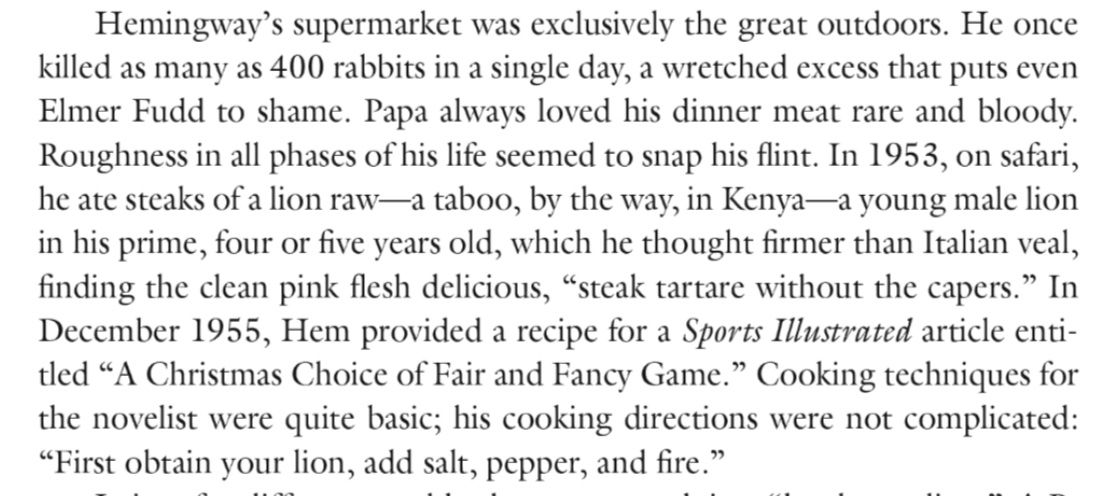 Hemingway’s supermarket was exclusively the great outdoors. He once
killed as many as 400 rabbits in a single day, a wretched excess that puts even
Elmer Fudd to shame. Papa always loved his dinner meat rare and bloody.
Roughness in all phases of his life seemed to snap his flint. In 1953, on safari,
he ate steaks of a lion raw—a taboo, by the way, in Kenya—a young male lion
in his prime, four or five years old, which he thought firmer than Italian veal,
finding the clean pink flesh delicious, “steak tartare without the capers.” In
December 1955, Hem provided a recipe for a Sports Illustrated article enti-
tled “A Christmas Choice of Fair and Fancy Game.” Cooking techniques for
the novelist were quite basic; his cooking directions were not complicated:
“First obtain your lion, add salt, pepper, and fire.”